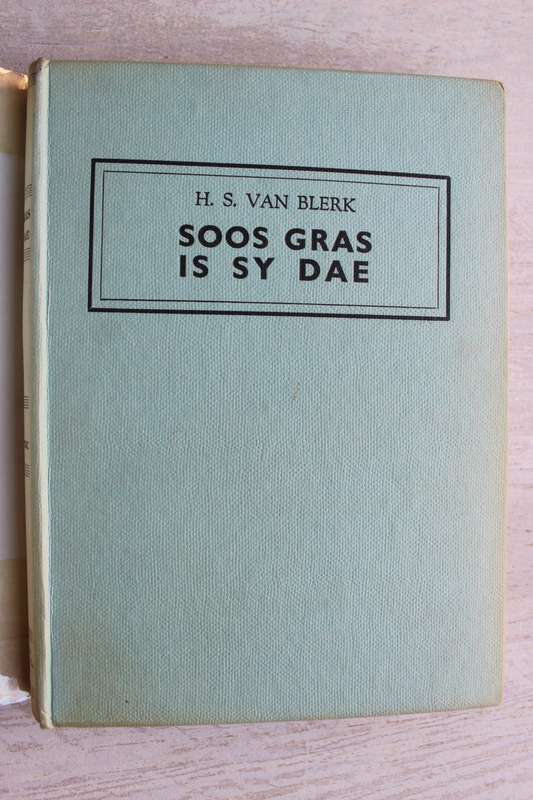 H. S. VAN BLERK
SOOS GRAS
IS SY DAE